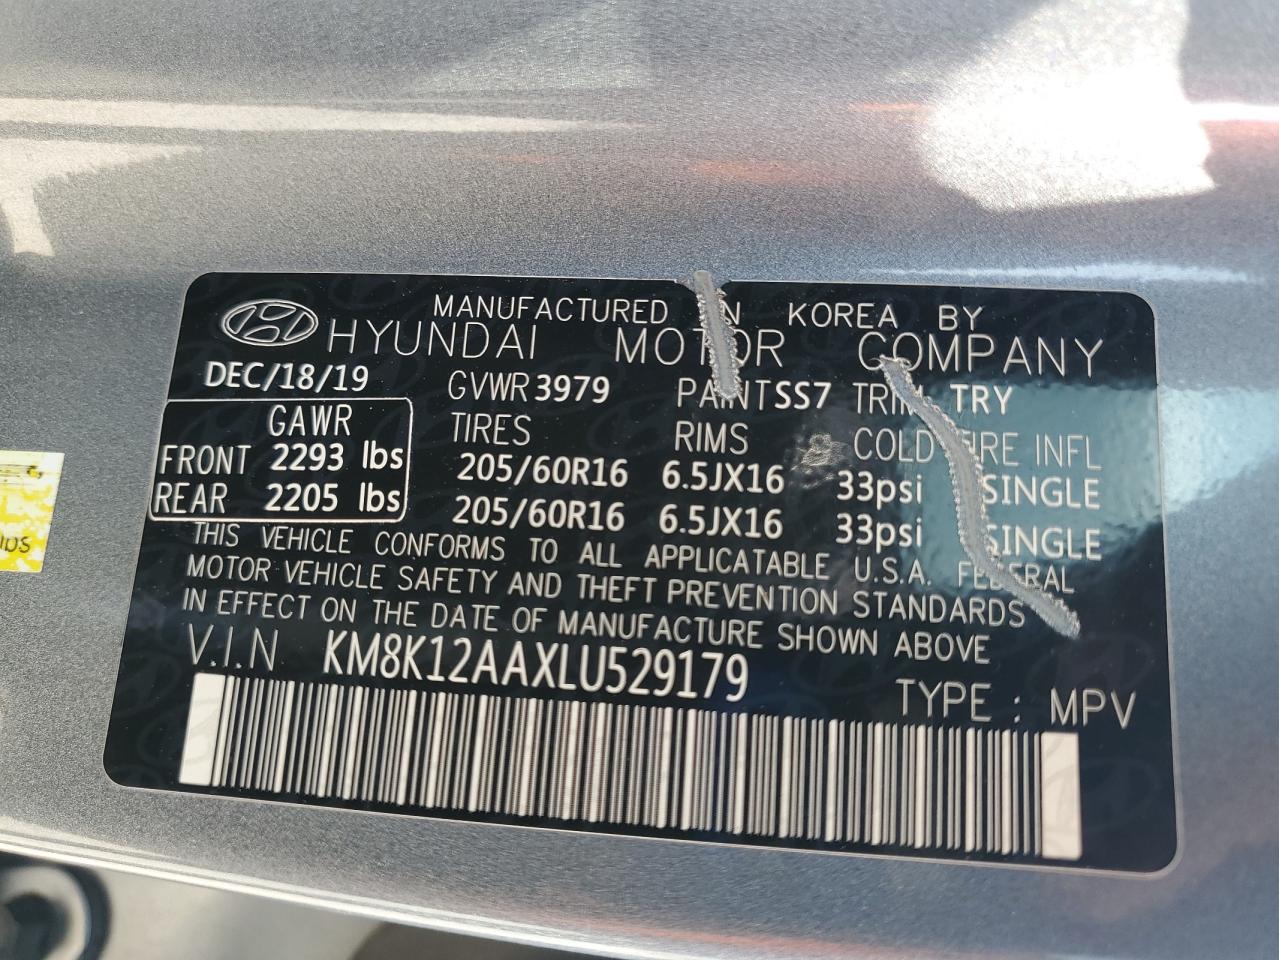 MANUFACTURED IN KOREA BY
HYUNDAI MOTOR COMPANY
DEC/18/19 GVWR 3979 PAINT SS7 TRIM TRY
GAWR TIRES RIMS COLD TIRE INFL
FRONT 2293 lbs 205/60R16 6.5JX16 33psi SINGLE
REAR 2205 lbs 205/60R16 6.5JX16 33psi SINGLE
THIS VEHICLE CONFORMS TO ALL APPLICATABLE U.S.A. FEDERAL
MOTOR VEHICLE SAFETY AND THEFT PREVENTION STANDARDS
IN EFFECT ON THE DATE OF MANUFACTURE SHOWN ABOVE
V.I.N KM8K12AAXLU529179
TYPE : MPV